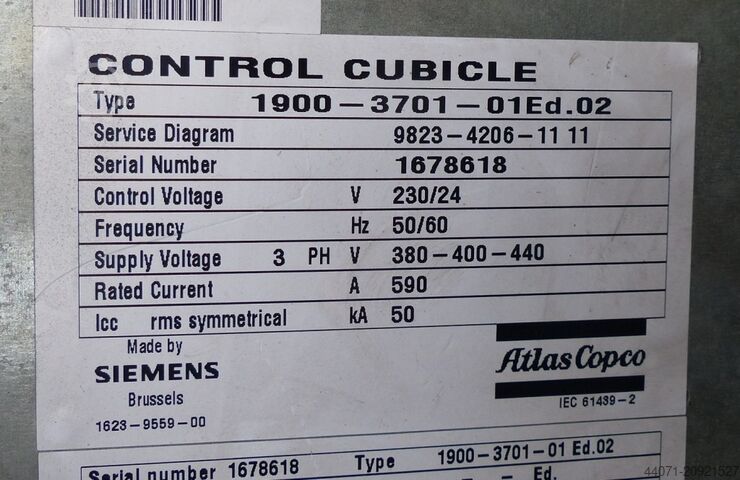 CONTROL CUBICLE
Type 1900-3701-01Ed.02
Service Diagram 9823-4206-11 11
Serial Number 1678618
Control Voltage V 230/24
Frequency Hz 50/60
Supply Voltage 3 PH V 380-400-440
Rated Current A 590
Icc rms symmetrical kA 50
Made by
SIEMENS
Brussels
1623-9559-00
Atlas Copco
IEC 61439-2
Serial number 1678618 Type 1900-3701-01 Ed.02
- - Ed.
44071-20921527